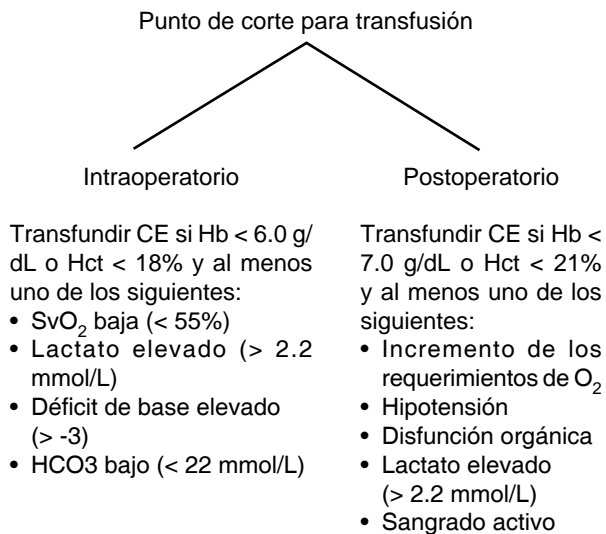 Punto de corte para transfusión
Intraoperatorio
Transfundir CE si Hb < 6.0 g/
dL o Hct < 18% y al menos
uno de los siguientes:
• SvO₂ baja (< 55%)
• Lactato elevado (> 2.2
mmol/L)
• Déficit de base elevado
(> -3)
• HCO3 bajo (< 22 mmol/L)
Postoperatorio
Transfundir CE si Hb <
7.0 g/dL o Hct < 21%
y al menos uno de los
siguientes:
• Incremento de los
requerimientos de O₂
• Hipotensión
• Disfunción orgánica
• Lactato elevado
(> 2.2 mmol/L)
• Sangrado activo